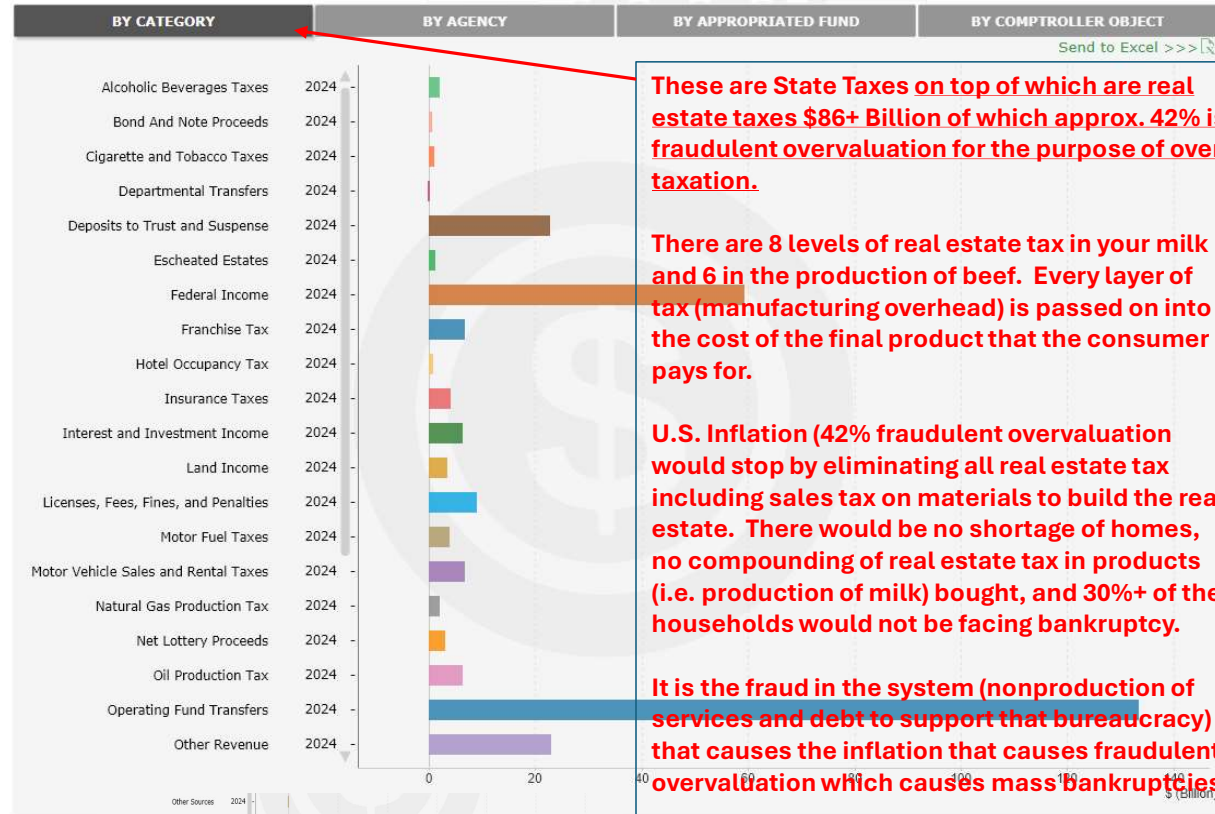 BY CATEGORY BY AGENCY BY APPROPRIATED FUND BY COMPTROLLER OBJECT
Send to Excel >>>
Alcoholic Beverages Taxes 2024
Bond And Note Proceeds 2024
Cigarette and Tobacco Taxes 2024
Departmental Transfers 2024
Deposits to Trust and Suspense 2024
Escheated Estates 2024
Federal Income 2024
Franchise Tax 2024
Hotel Occupancy Tax 2024
Insurance Taxes 2024
Interest and Investment Income 2024
Land Income 2024
Licenses, Fees, Fines, and Penalties 2024
Motor Fuel Taxes 2024
Motor Vehicle Sales and Rental Taxes 2024
Natural Gas Production Tax 2024
Net Lottery Proceeds 2024
Oil Production Tax 2024
Operating Fund Transfers 2024
Other Revenue 2024
Other Sources 2024
0 20 40 60 80 100 120 140
$ (Billion)
These are State Taxes on top of which are real
estate taxes $86+ Billion of which approx. 42% is
fraudulent overvaluation for the purpose of over
taxation.
There are 8 levels of real estate tax in your milk
and 6 in the production of beef. Every layer of
tax (manufacturing overhead) is passed on into
the cost of the final product that the consumer
pays for.
U.S. Inflation (42% fraudulent overvaluation
would stop by eliminating all real estate tax
including sales tax on materials to build the real
estate. There would be no shortage of homes,
no compounding of real estate tax in products
(i.e. production of milk) bought, and 30%+ of the
households would not be facing bankruptcy.
It is the fraud in the system (nonproduction of
services and debt to support that bureaucracy)
that causes the inflation that causes fraudulent
overvaluation which causes mass bankruptcies